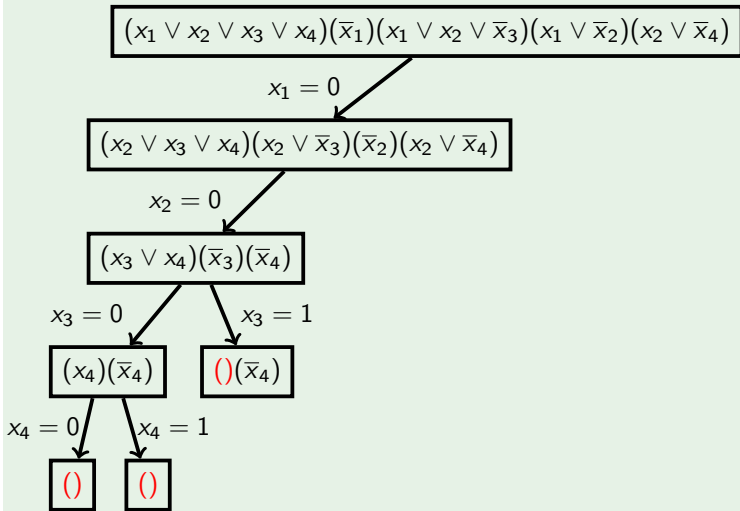 (x₁ ∨ x₂ ∨ x₃ ∨ x₄)(x̅₁)(x₁ ∨ x₂ ∨ x̅₃)(x₁ ∨ x̅₂)(x₂ ∨ x̅₄)
x₁ = 0
(x₂ ∨ x₃ ∨ x₄)(x₂ ∨ x̅₃)(x̅₂)(x₂ ∨ x̅₄)
x₂ = 0
(x₃ ∨ x₄)(x̅₃)(x̅₄)
x₃ = 0 x₃ = 1
(x₄)(x̅₄) ()(x̅₄)
x₄ = 0 x₄ = 1
() ()